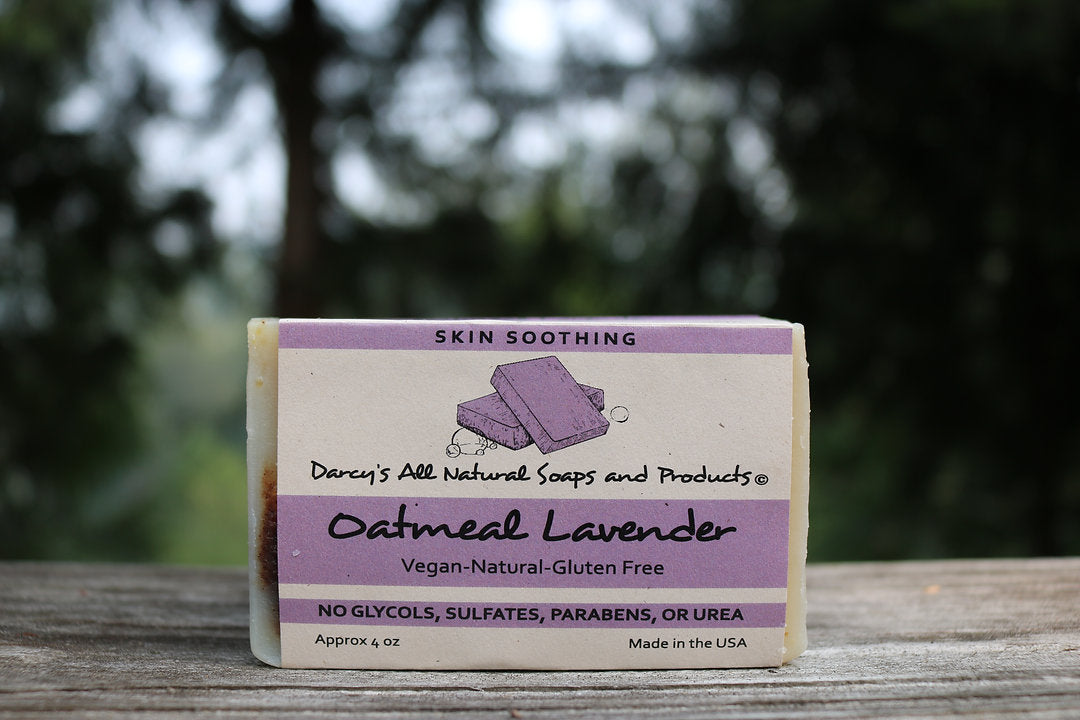 SKIN SOOTHING
Darcy's All Natural Soaps and Products©
Oatmeal Lavender
Vegan-Natural-Gluten Free
NO GLYCOLS, SULFATES, PARABENS, OR UREA
Approx 4 oz Made in the USA